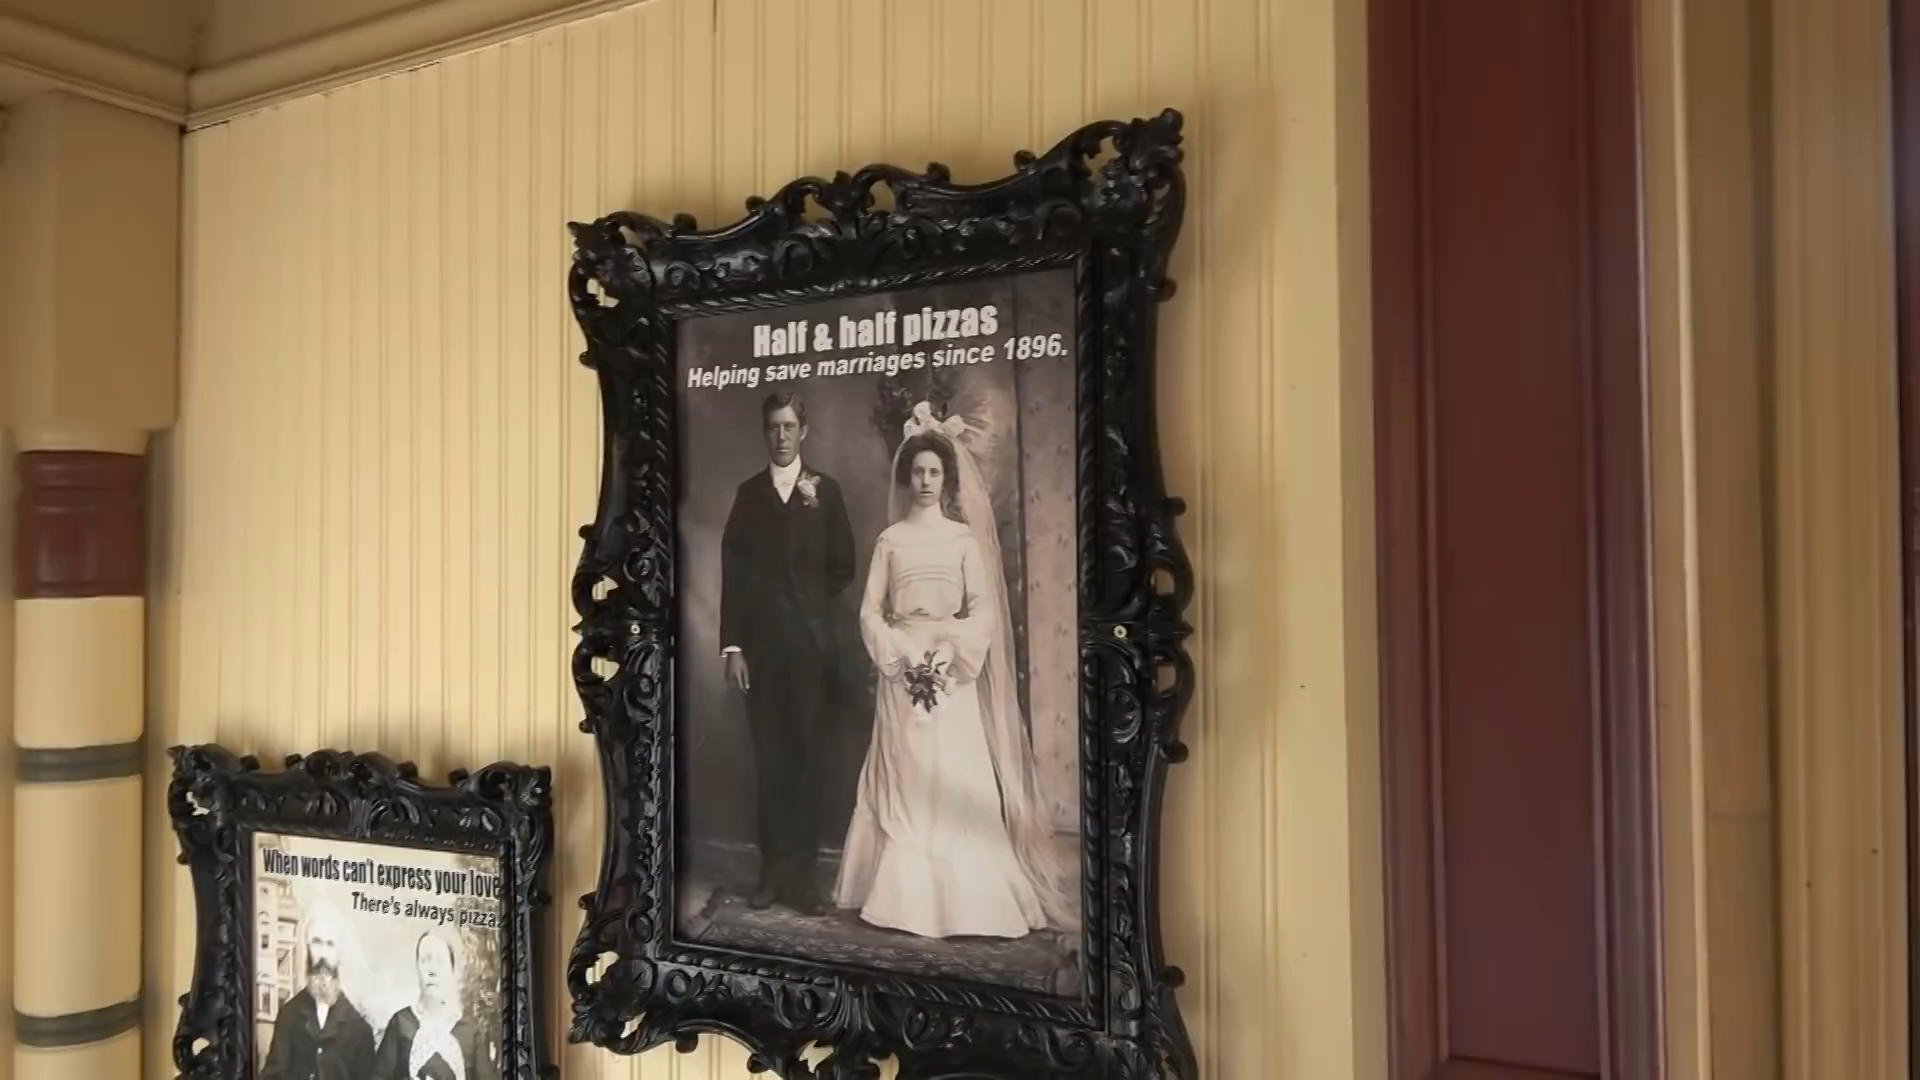 Half & half pizzas
Helping save marriages since 1896.
When words can't express your love
There's always pizza.